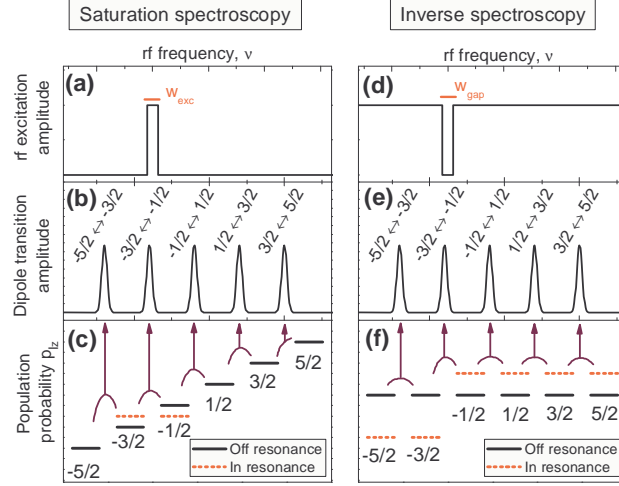 Saturation spectroscopy
Inverse spectroscopy
rf frequency, ν
rf frequency, ν
rf excitation
amplitude
(a)
w_exc
(d)
w_gap
Dipole transition
amplitude
(b)
-5/2 ↔ -3/2
-3/2 ↔ -1/2
-1/2 ↔ 1/2
1/2 ↔ 3/2
3/2 ↔ 5/2
(e)
-5/2 ↔ -3/2
-3/2 ↔ -1/2
-1/2 ↔ 1/2
1/2 ↔ 3/2
3/2 ↔ 5/2
Population
probability p_Iz
(c)
-5/2
-3/2
-1/2
1/2
3/2
5/2
Off resonance
In resonance
(f)
-5/2
-3/2
-1/2
1/2
3/2
5/2
Off resonance
In resonance